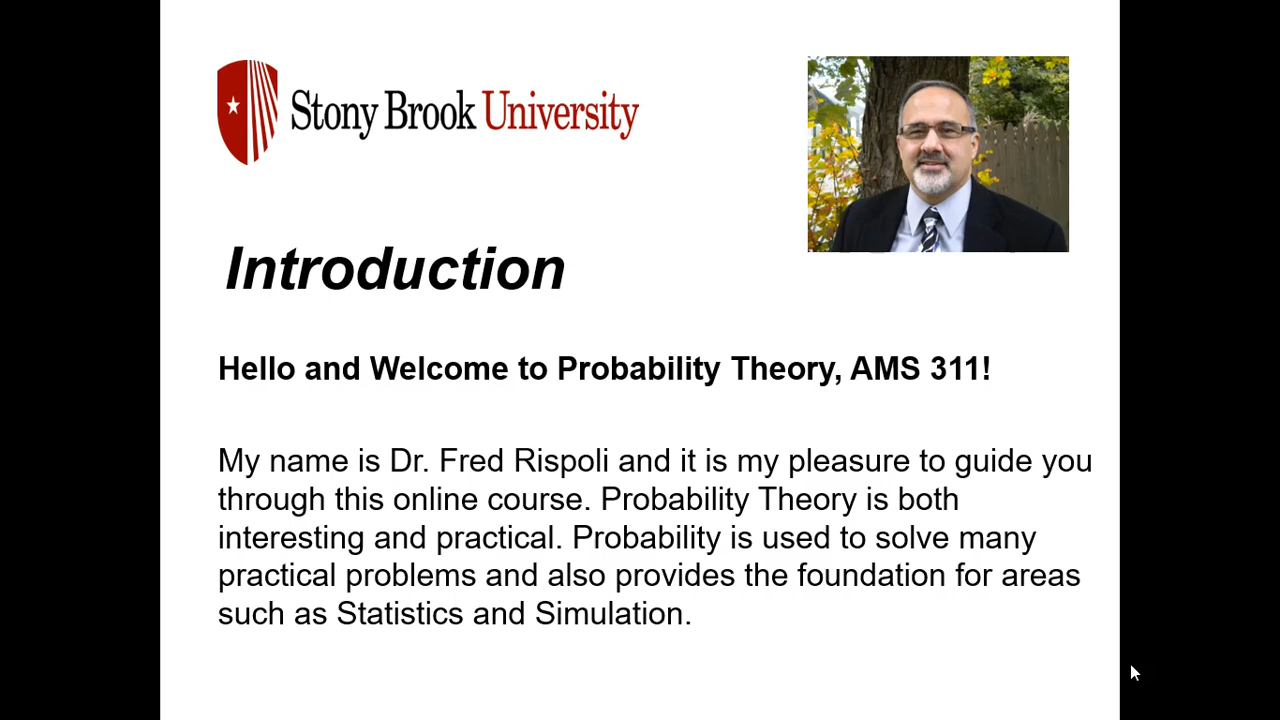 Stony Brook University
Introduction
Hello and Welcome to Probability Theory, AMS 311!
My name is Dr. Fred Rispoli and it is my pleasure to guide you
through this online course. Probability Theory is both
interesting and practical. Probability is used to solve many
practical problems and also provides the foundation for areas
such as Statistics and Simulation.